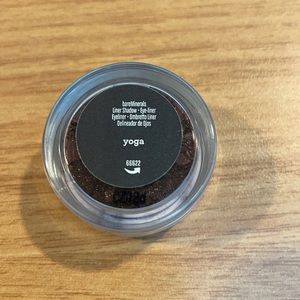 bareMinerals
Liner Shadow • Eye-liner
Eyeliner • Ombretto Liner
Delineador de Ojos
yoga
66622